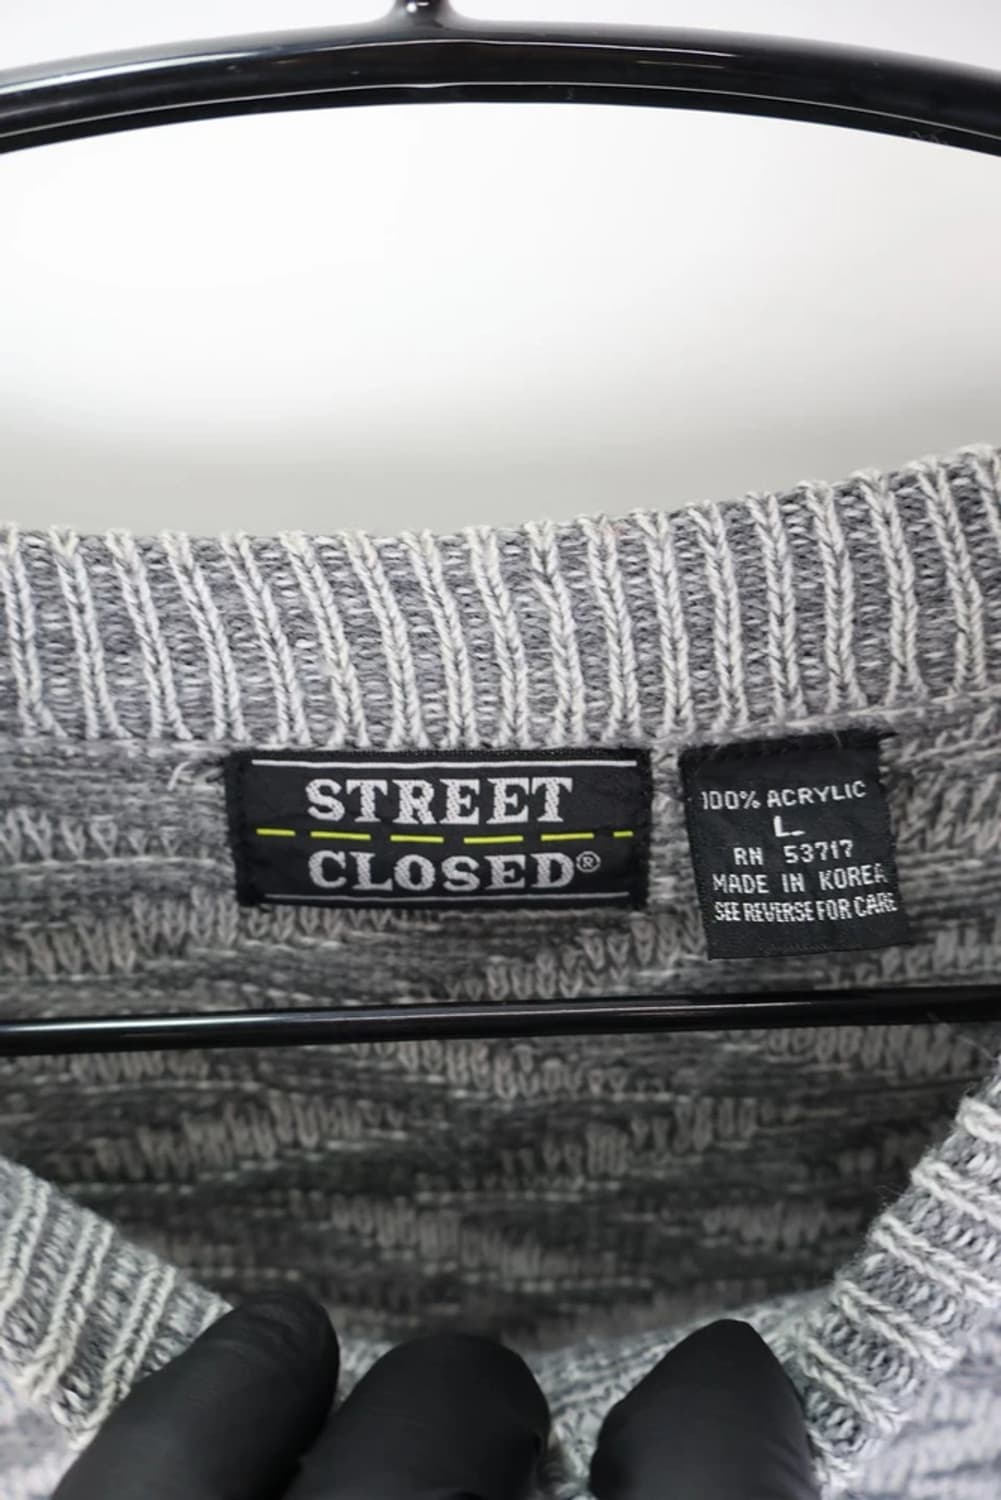 STREET
CLOSED®
100% ACRYLIC
L
RN 53717
MADE IN KOREA
SEE REVERSE FOR CARE